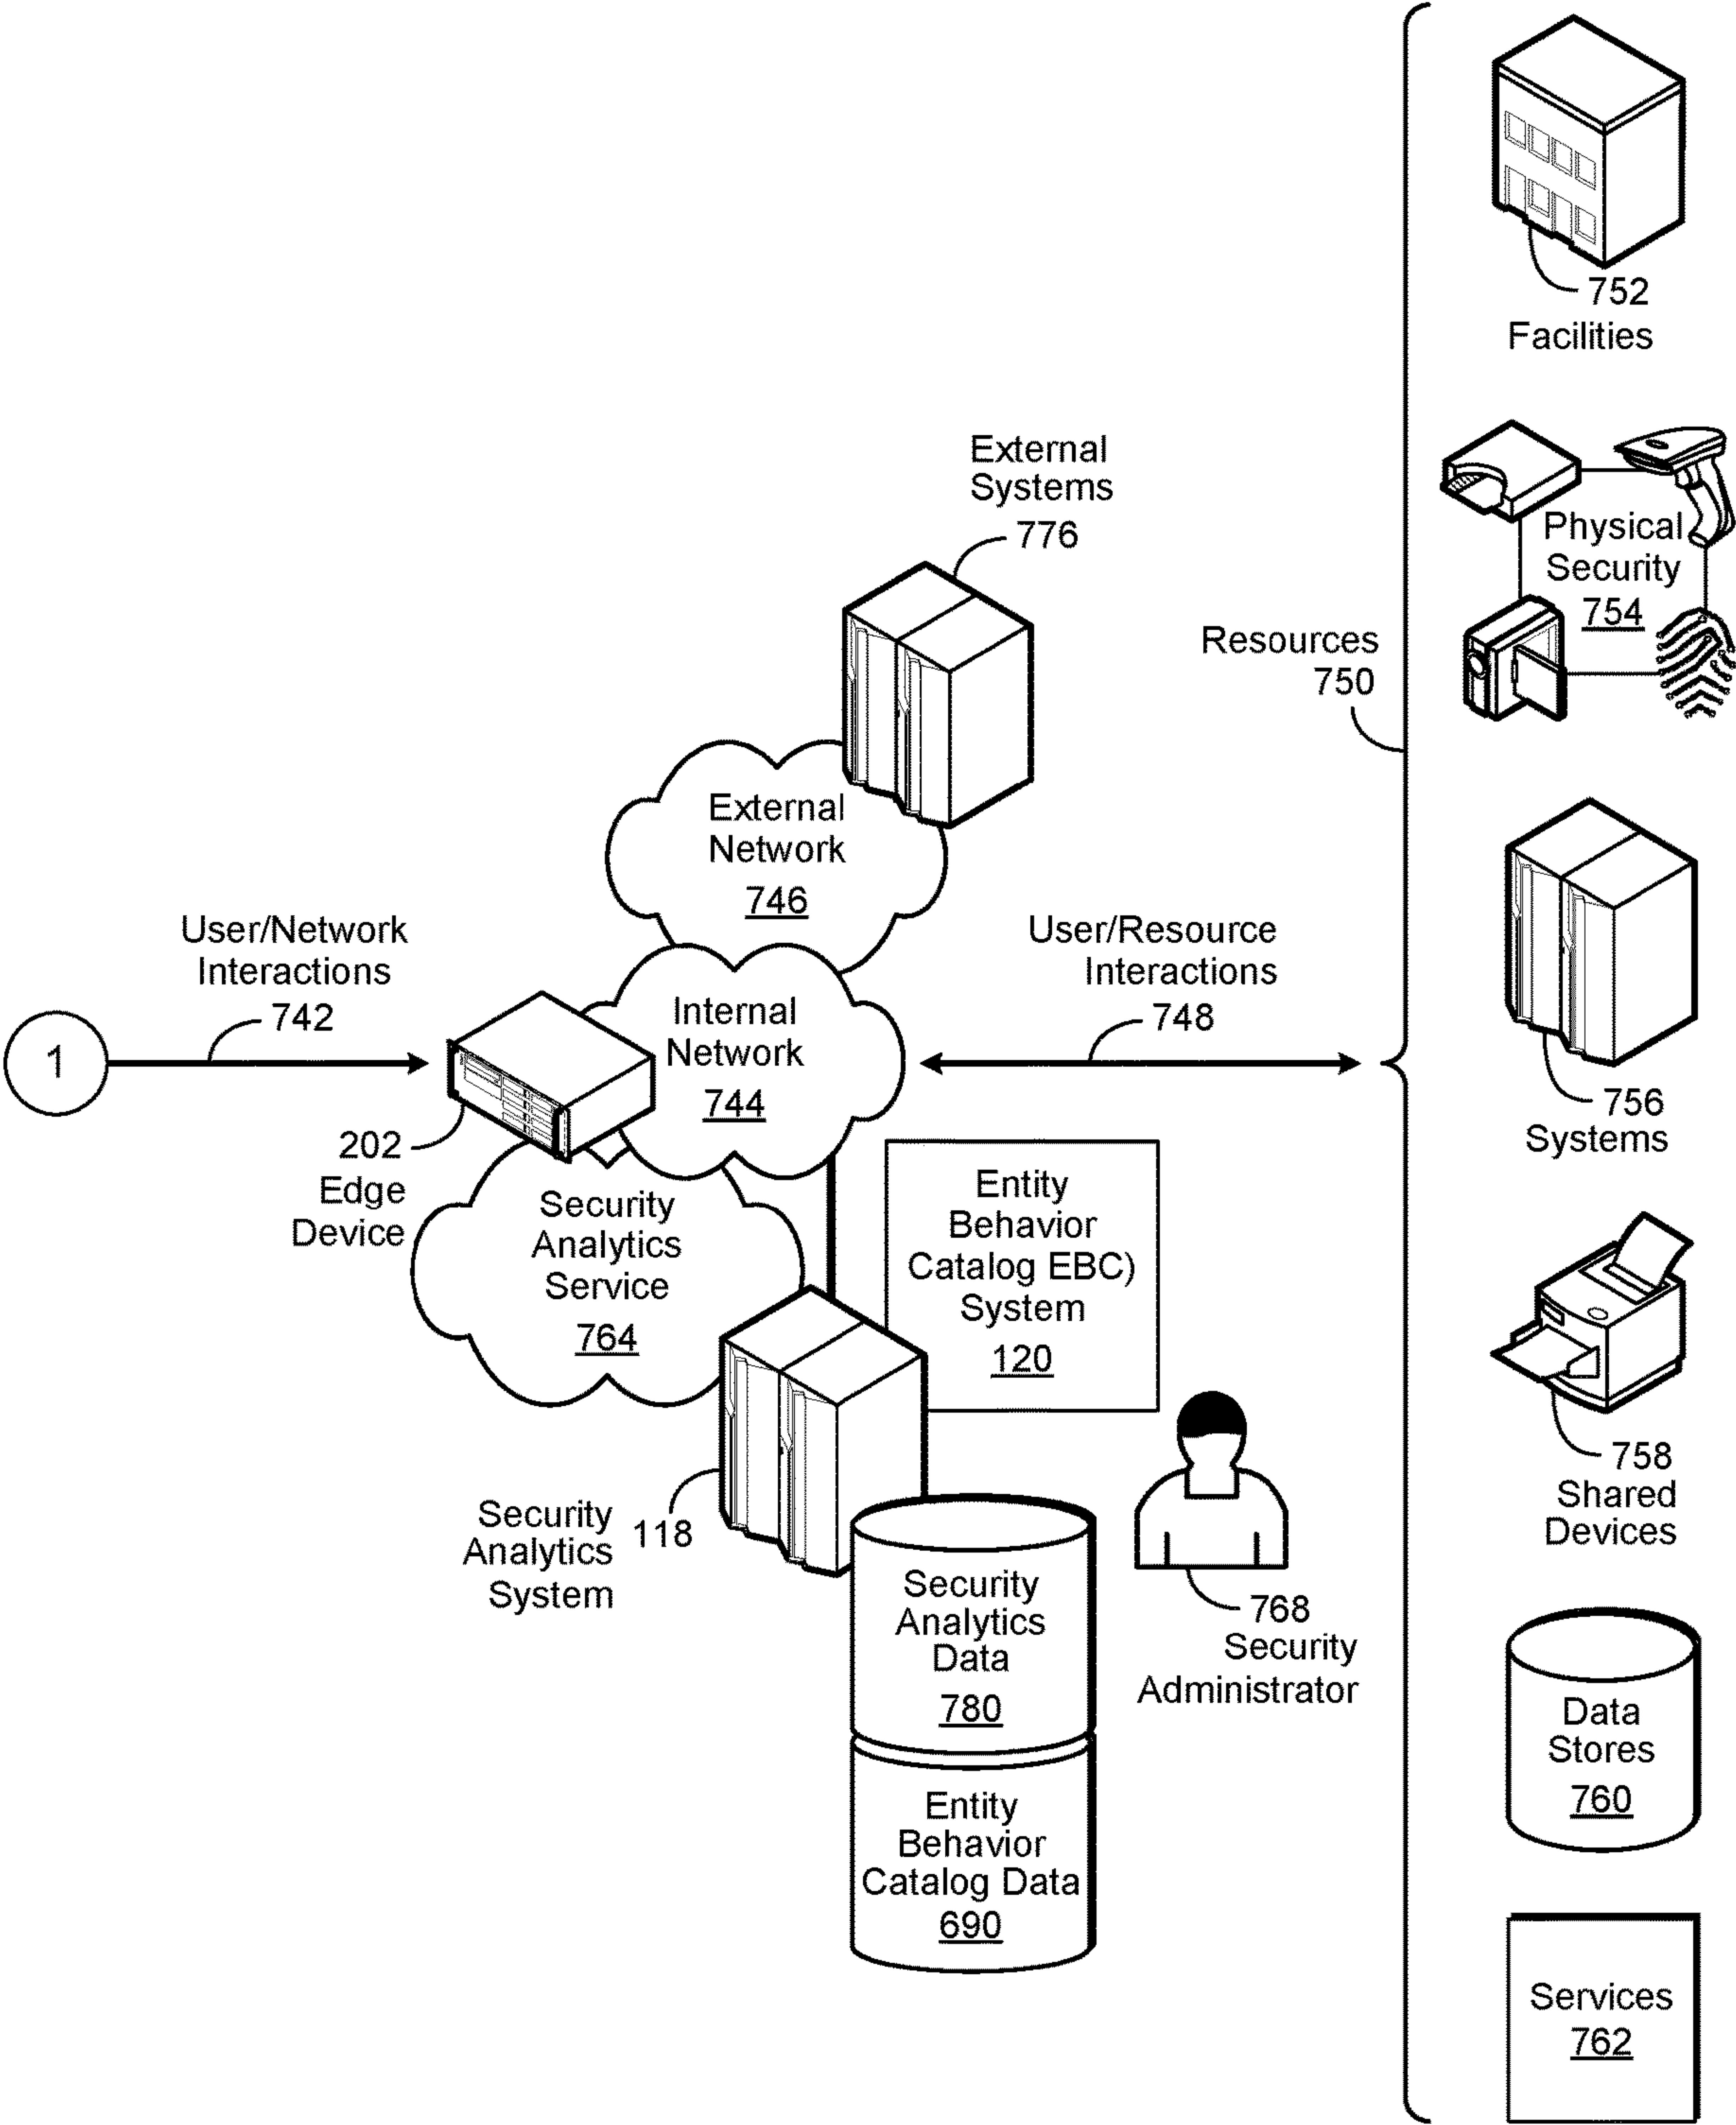 752
Facilities
External
Systems
776
Physical
Security
754
Resources
750
External
Network
746
User/Network
Interactions
742
User/Resource
Interactions
748
1
Internal
Network
744
756
Systems
202
Edge
Device
Security
Analytics
Service
764
Entity
Behavior
Catalog EBC)
System
120
758
Shared
Devices
Security
Analytics
System
118
Security
Analytics
Data
780
768
Security
Administrator
Data
Stores
760
Entity
Behavior
Catalog Data
690
Services
762